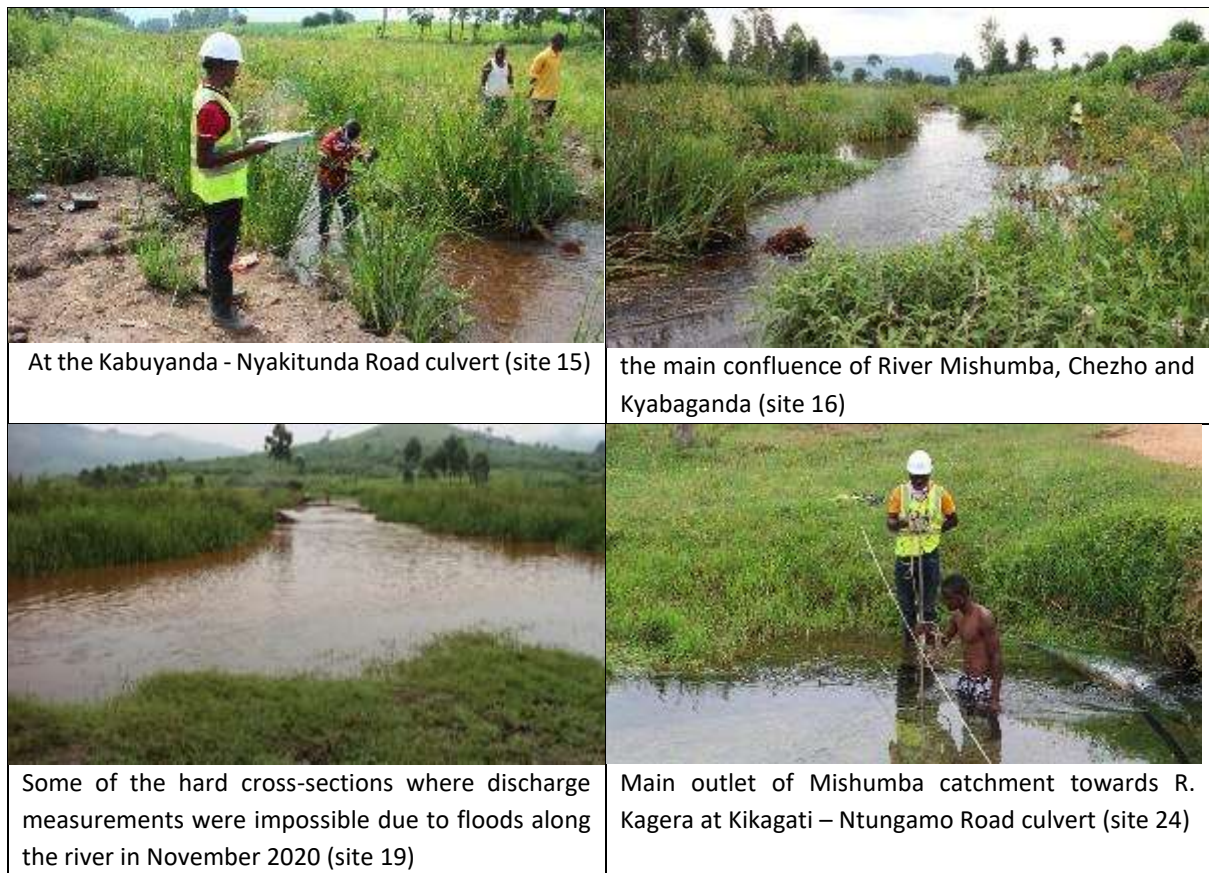 At the Kabuyanda - Nyakitunda Road culvert (site 15)
the main confluence of River Mishumba, Chezho and
Kyabaganda (site 16)
Some of the hard cross-sections where discharge
measurements were impossible due to floods along
the river in November 2020 (site 19)
Main outlet of Mishumba catchment towards R.
Kagera at Kikagati – Ntungamo Road culvert (site 24)